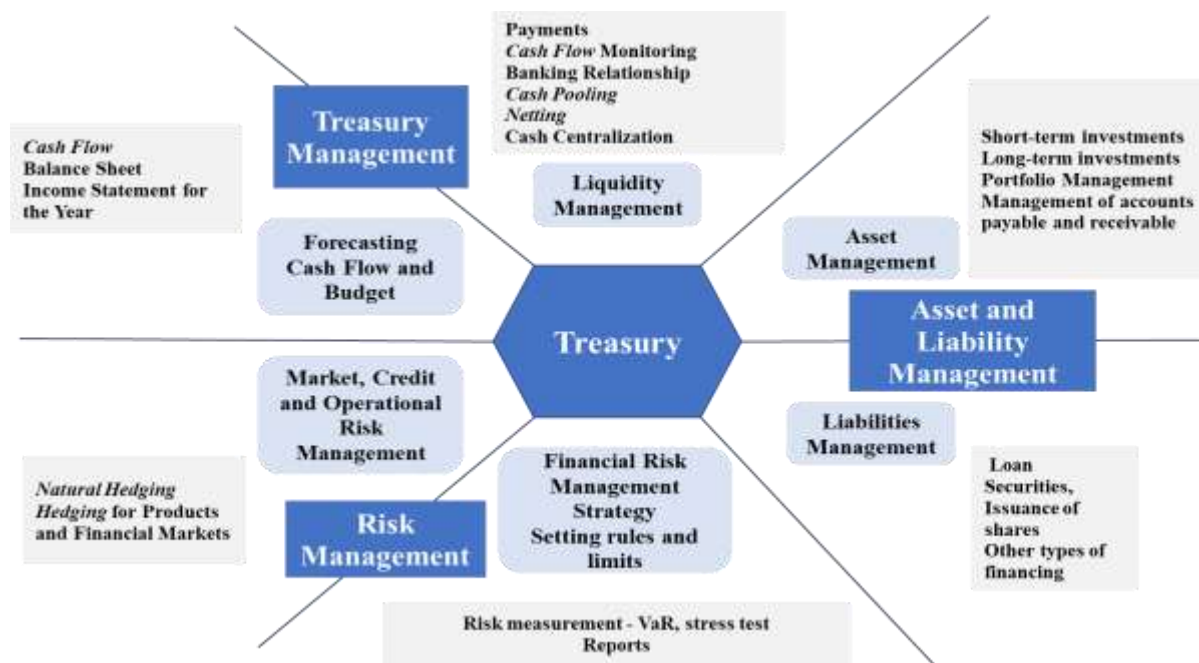 Payments
Cash Flow Monitoring
Banking Relationship
Cash Pooling
Netting
Cash Centralization
Treasury
Management
Cash Flow
Balance Sheet
Income Statement for
the Year
Liquidity
Management
Short-term investments
Long-term investments
Portfolio Management
Management of accounts
payable and receivable
Forecasting
Cash Flow and
Budget
Asset
Management
Treasury
Asset and
Liability
Management
Market, Credit
and Operational
Risk
Management
Liabilities
Management
Financial Risk
Management
Strategy
Setting rules and
limits
Loan
Securities,
Issuance of
shares
Other types of
financing
Natural Hedging
Hedging for Products
and Financial Markets
Risk
Management
Risk measurement - VaR, stress test
Reports